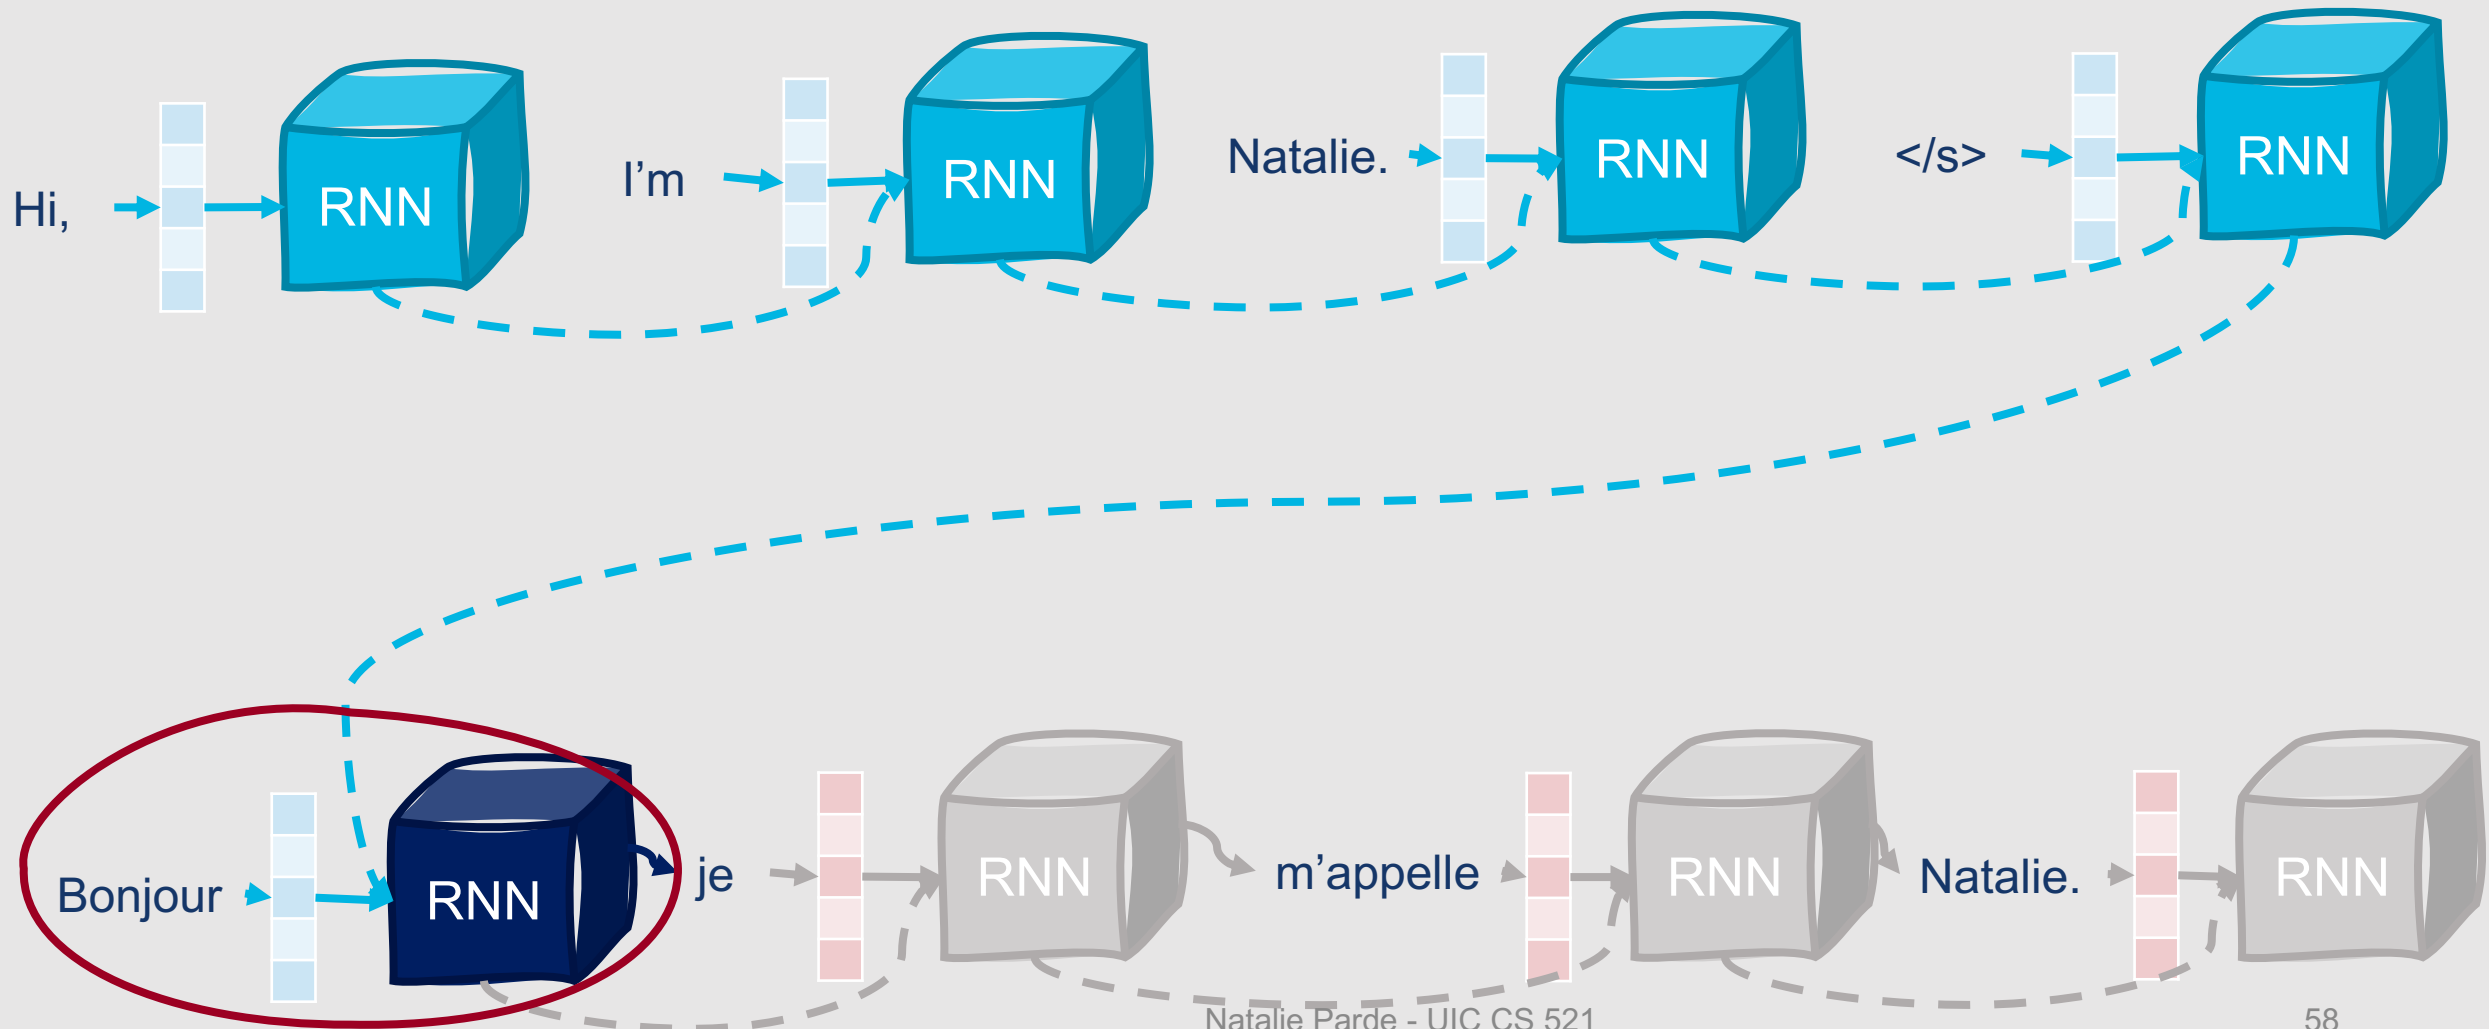 Hi,
RNN
I'm
RNN
Natalie.
RNN
</s>
RNN
Bonjour
RNN
je
RNN
m'appelle
RNN
Natalie.
RNN
Natalie Parde - UIC CS 521
58